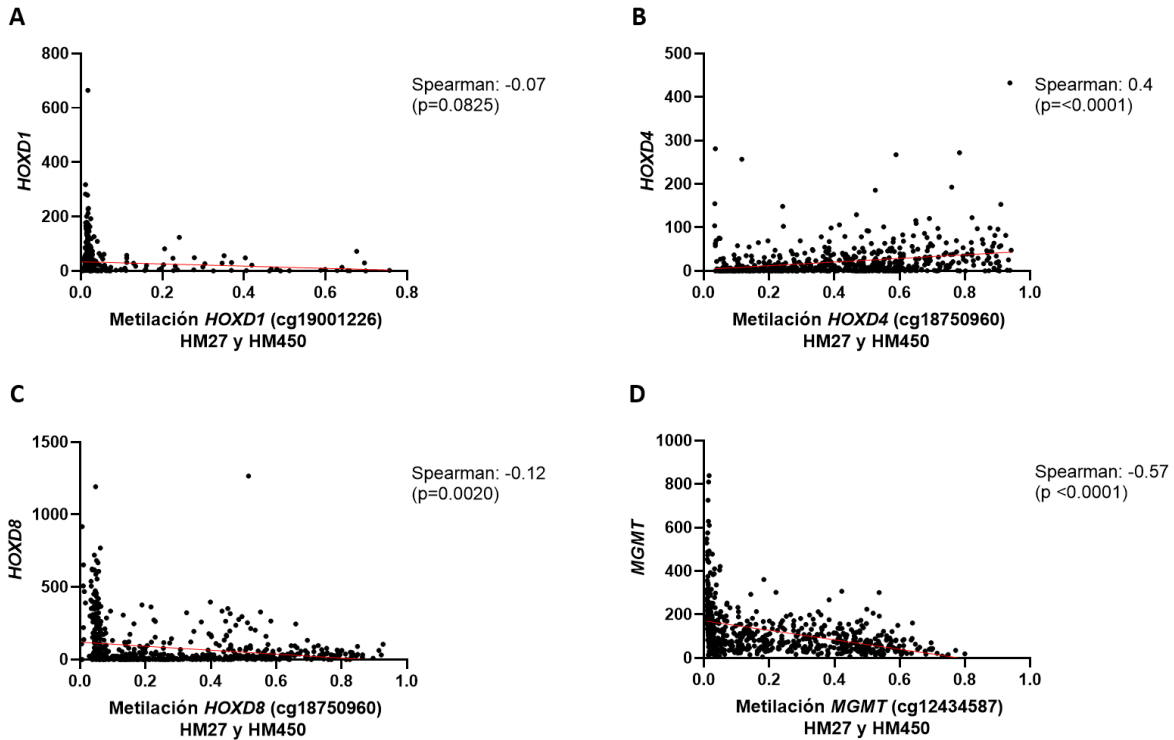 A
HOXD1
800
600
400
200
0
0.0 0.2 0.4 0.6 0.8
Spearman: -0.07
(p=0.0825)
Metilación HOXD1 (cg19001226)
HM27 y HM450
B
HOXD4
500
400
300
200
100
0
0.0 0.2 0.4 0.6 0.8 1.0
Spearman: 0.4
(p=<0.0001)
Metilación HOXD4 (cg18750960)
HM27 y HM450
C
HOXD8
1500
1000
500
0
0.0 0.2 0.4 0.6 0.8 1.0
Spearman: -0.12
(p=0.0020)
Metilación HOXD8 (cg18750960)
HM27 y HM450
D
MGMT
1000
800
600
400
200
0
0.0 0.2 0.4 0.6 0.8 1.0
Spearman: -0.57
(p <0.0001)
Metilación MGMT (cg12434587)
HM27 y HM450